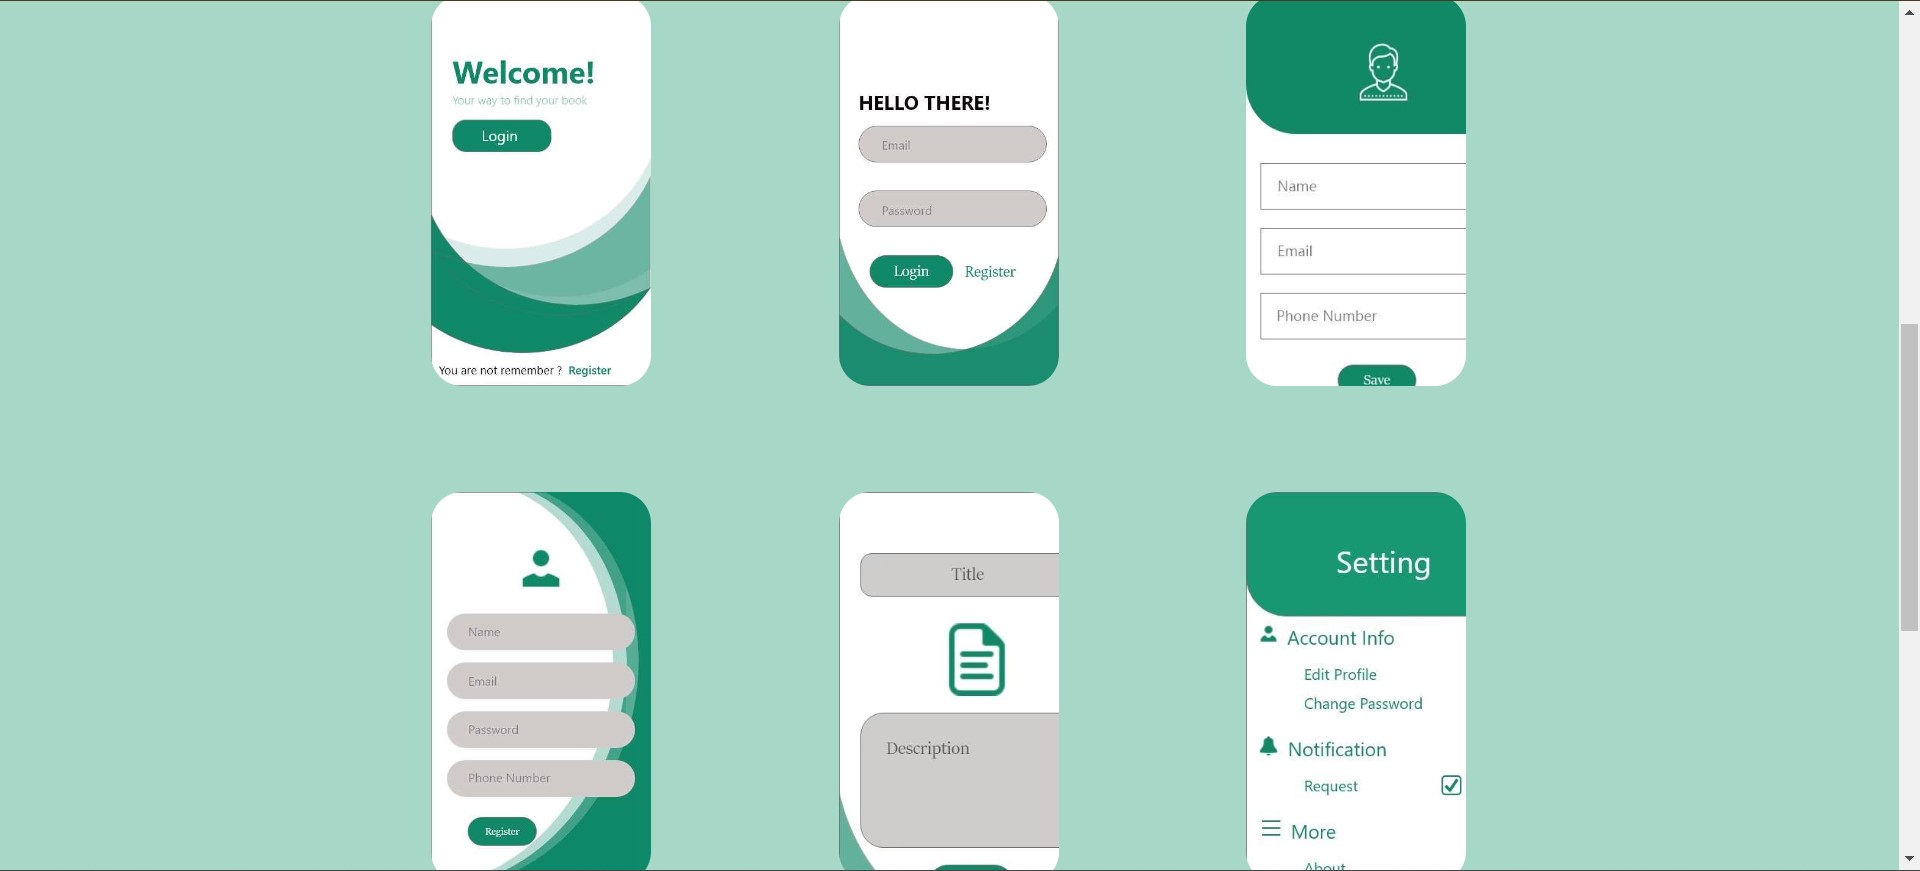 Welcome!
Your way to find your book
Login
You are not remember ? Register
HELLO THERE!
Email
Password
Login Register
Name
Email
Phone Number
Save
Name
Email
Password
Phone Number
Register
Title
Description
Setting
Account Info
Edit Profile
Change Password
Notification
Request
More
About